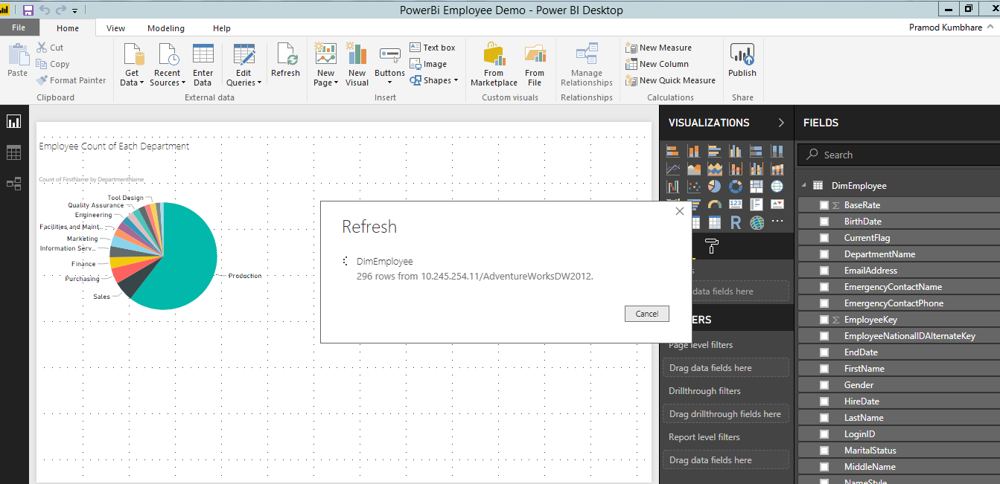 PowerBi Employee Demo - Power BI Desktop
File Home View Modeling Help
Pramod Kumbhare
Paste
Cut
Copy
Format Painter
Clipboard
Get Data
Recent Sources
Enter Data
Edit Queries
Refresh
External data
New Page
New Visual
Buttons
Text box
Image
Shapes
Insert
From Marketplace
From File
Custom visuals
Manage Relationships
Relationships
New Measure
New Column
New Quick Measure
Calculations
Publish
Share
Employee Count of Each Department
Count of FirstName by DepartmentName
Tool Design
Quality Assurance
Engineering
Facilities and Maint...
Marketing
Information Serv...
Finance
Purchasing
Sales
Production
Refresh
DimEmployee
296 rows from 10.245.254.11/AdventureWorksDW2012.
Cancel
VISUALIZATIONS
123
R
data fields here
ERS
Page level filters
Drag data fields here
Drillthrough filters
Drag drillthrough fields here
Report level filters
Drag data fields here
FIELDS
Search
DimEmployee
Σ BaseRate
BirthDate
CurrentFlag
DepartmentName
EmailAddress
EmergencyContactName
EmergencyContactPhone
Σ EmployeeKey
EmployeeNationalIDAlternateKey
EndDate
FirstName
Gender
HireDate
LastName
LoginID
MaritalStatus
MiddleName
NameStyle